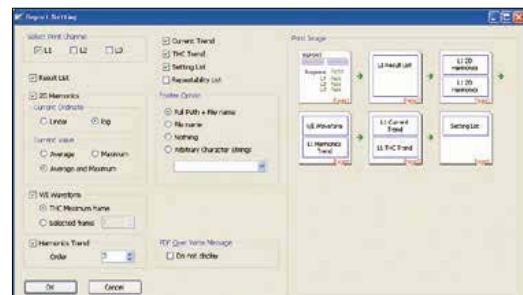 Report Setting
Select Print Channel
L1 L2 L3
Result List
2D Harmonics
Current Ordinate
Linear log
Current Value
Average Maximum
Average and Maximum
V/I Waveform
THC Maximum frame
Selected frame
Harmonics Trend
Order
OK Cancel
Current Trend
THC Trend
Setting List
Repeatability List
Position Option
Full Path + File name
File name
Nothing
Arbitrary Character Strings
PDF Over Write Message
Do not display
Print Image
REPORT
L1 Result List
L1 2D Harmonics
L1 2D Harmonics
V/I Waveform
L1 Harmonics Trend
L1 Current Trend
L1 THC Trend
Setting List